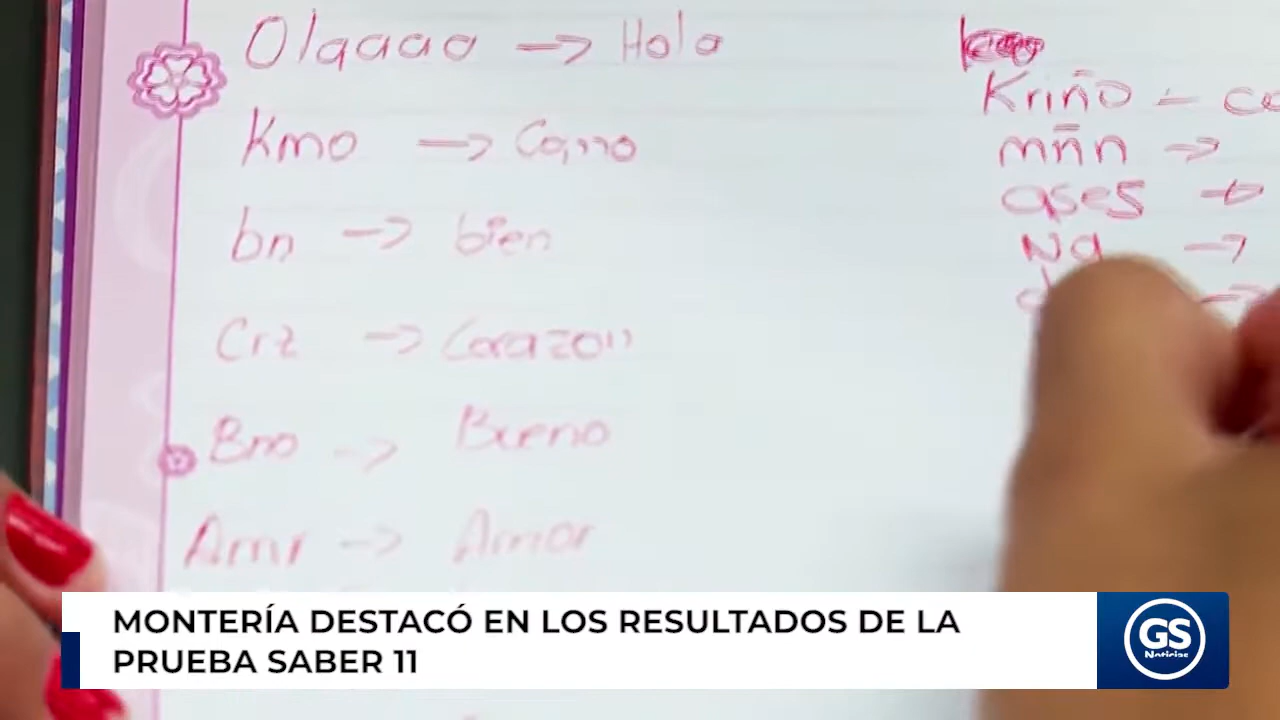 Olaaaa → Hola
Kmo → Como
bn → bien
Crz → Corazon
Bno → Bueno
Amr → Amor
Kriño –
mñn →
ases →
Na →
MONTERÍA DESTACÓ EN LOS RESULTADOS DE LA
PRUEBA SABER 11
GS
Noticias